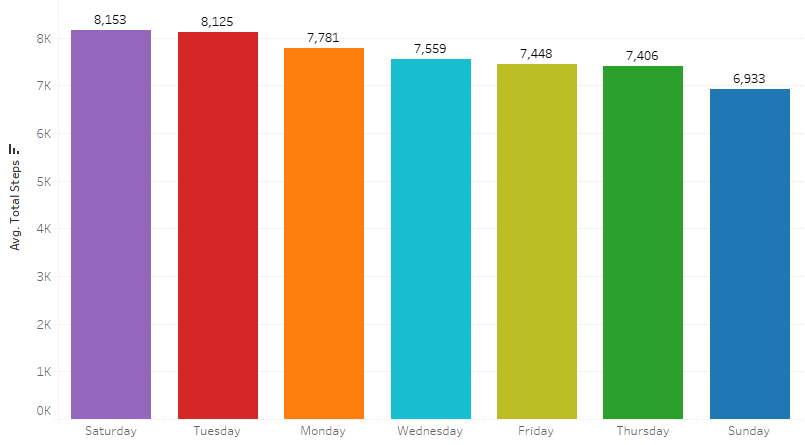 8,153
8,125
7,781
7,559
7,448
7,406
6,933
8K
7K
6K
5K
4K
3K
2K
1K
0K
Avg. Total Steps
Saturday
Tuesday
Monday
Wednesday
Friday
Thursday
Sunday